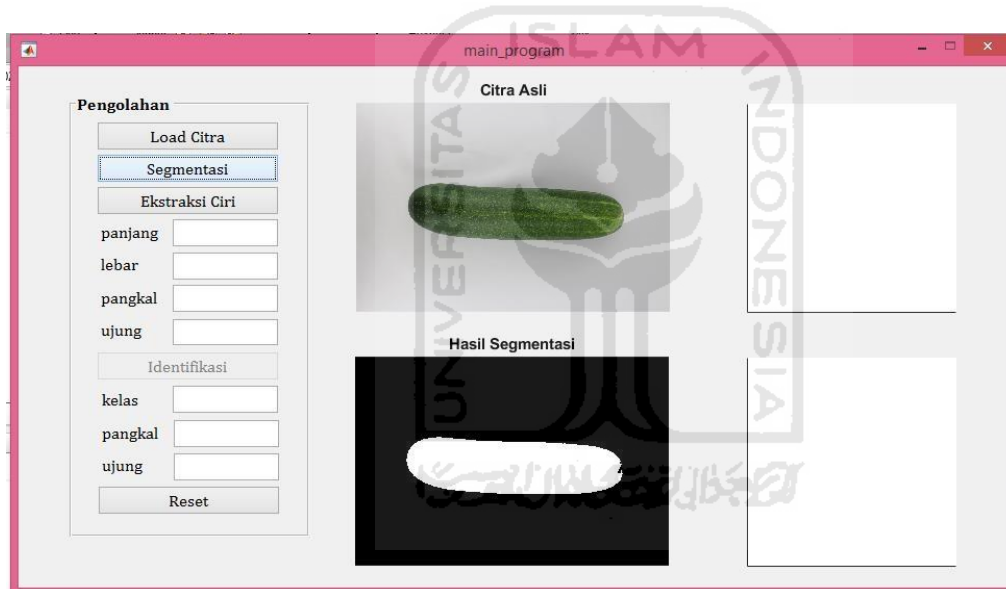 main_program
Pengolahan
Load Citra
Segmentasi
Ekstraksi Ciri
panjang
lebar
pangkal
ujung
Identifikasi
kelas
pangkal
ujung
Reset
Citra Asli
Hasil Segmentasi
ISLAM
UNIVERSITAS
INDONESIA